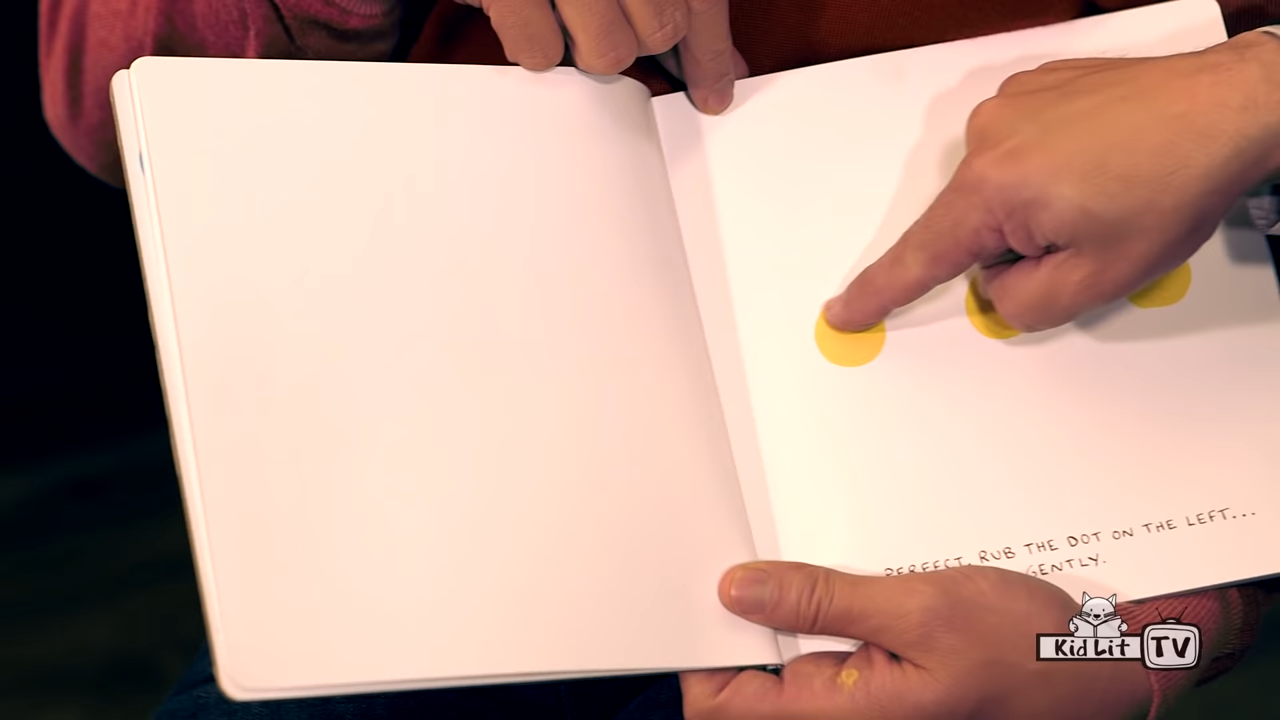 PERFECT. RUB THE DOT ON THE LEFT...
GENTLY.
Kid Lit TV